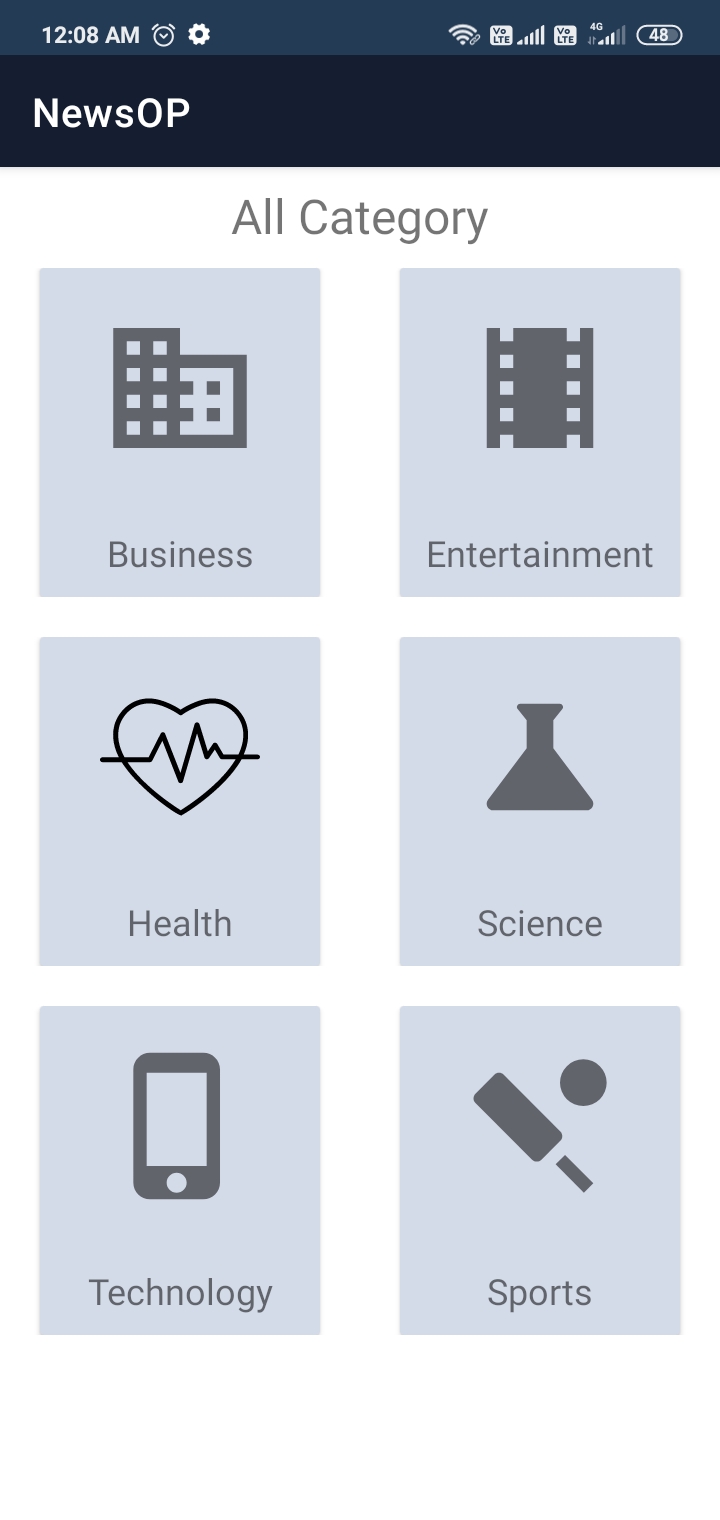 12:08 AM Vo LTE Vo LTE 4G 48
NewsOP
All Category
Business Entertainment
Health Science
Technology Sports